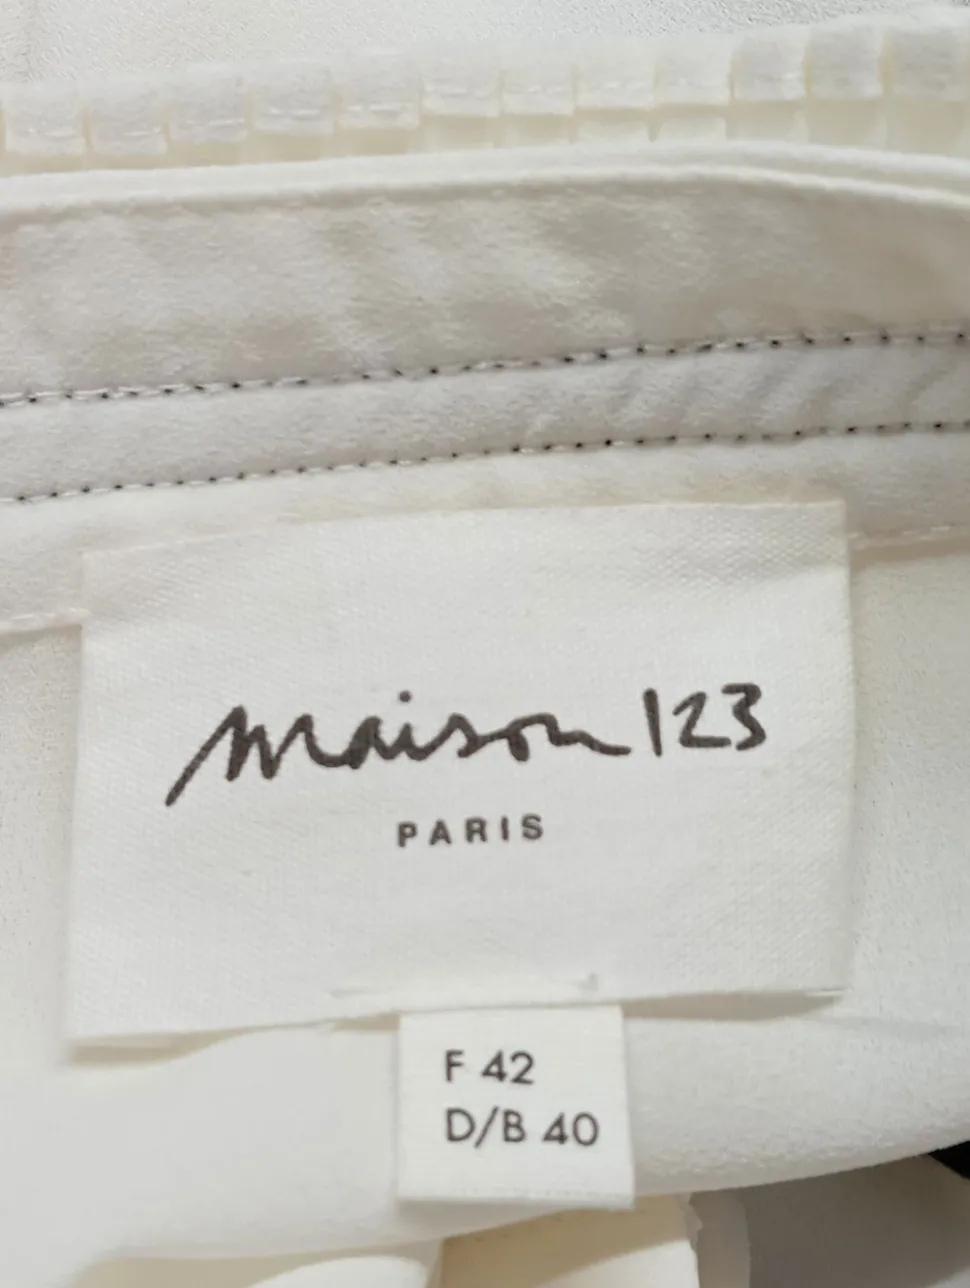 maison 123
PARIS
F 42
D/B 40